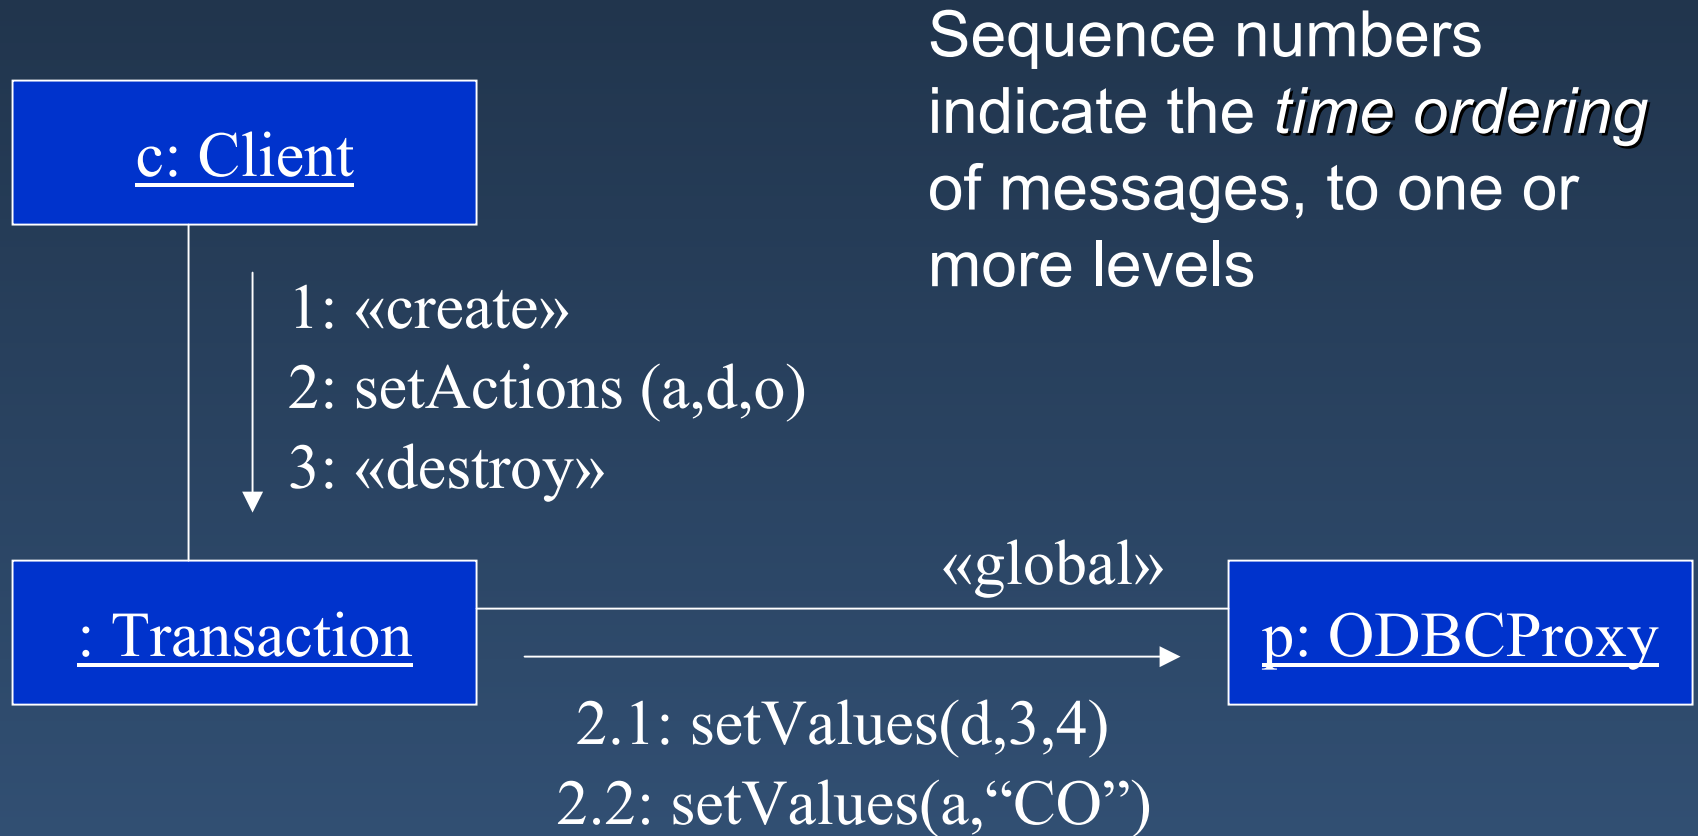 Sequence numbers
indicate the time ordering
of messages, to one or
more levels
c: Client
1: «create»
2: setActions (a,d,o)
3: «destroy»
«global»
: Transaction
p: ODBCProxy
2.1: setValues(d,3,4)
2.2: setValues(a,“CO”)